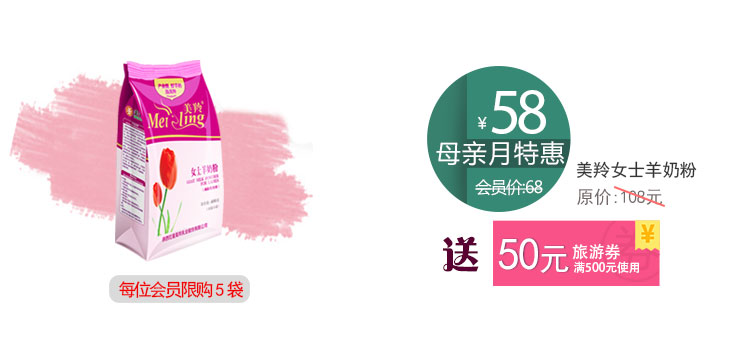 美羚
Mei Ling
女士羊奶粉
每位会员限购5袋
¥58
母亲月特惠
会员价:68
美羚女士羊奶粉
原价:108元
送
50元
旅游券
满500元使用
¥
券